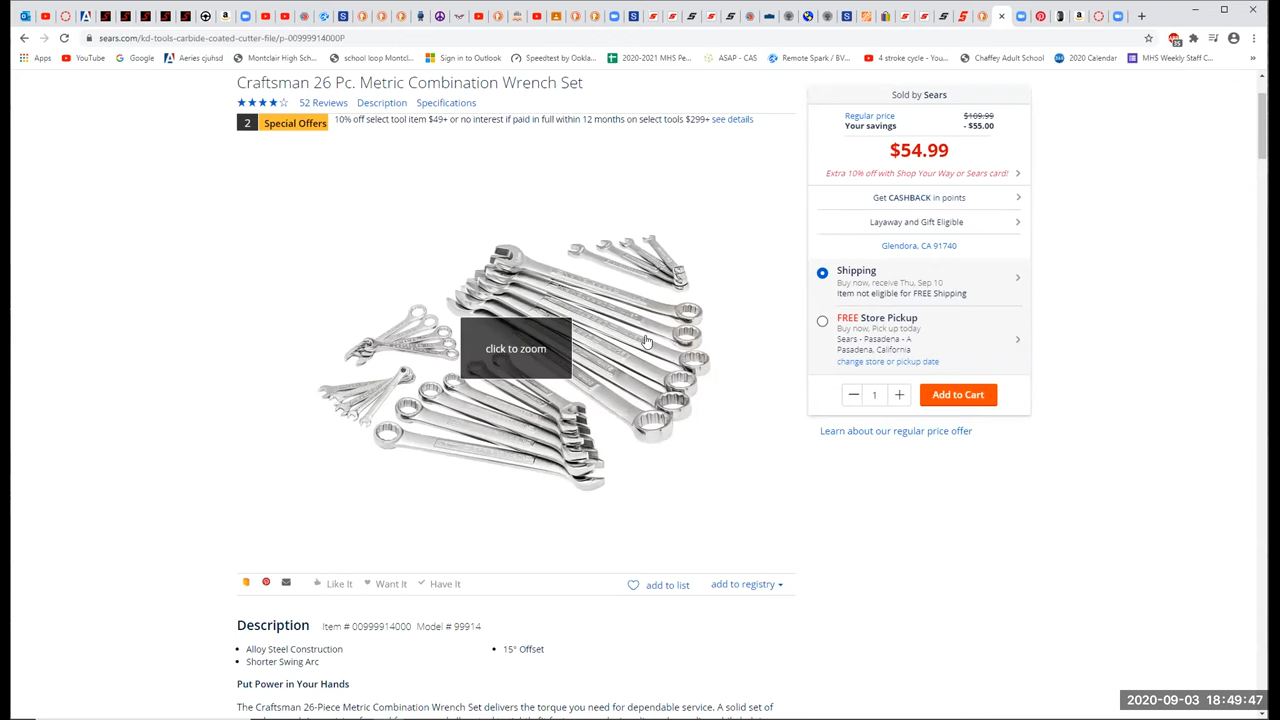 sears.com/kd-tools-carbide-coated-cutter-file/p-00999914000P
Apps
YouTube
Google
Aeries cjuhsd
Montclair High Sch...
school loop Montcl...
Sign in to Outlook
Speedtest by Ookla...
2020-2021 MHS Pe...
ASAP - CAS
Remote Spark / BV...
4 stroke cycle - You...
Chaffey Adult School
2020 Calendar
MHS Weekly Staff C...
Craftsman 26 Pc. Metric Combination Wrench Set
52 Reviews Description Specifications
2 Special Offers 10% off select tool item $49+ or no interest if paid in full within 12 months on select tools $299+ see details
Sold by Sears
Regular price $109.99
Your savings - $55.00
$54.99
Extra 10% off with Shop Your Way or Sears card!
Get CASHBACK in points
Layaway and Gift Eligible
Glendora, CA 91740
Shipping
Buy now, receive Thu, Sep 10
Item not eligible for FREE Shipping
FREE Store Pickup
Buy now, Pick up today
Sears - Pasadena - A
Pasadena, California
change store or pickup date
1
Add to Cart
Learn about our regular price offer
click to zoom
Like It Want It Have It
add to list
add to registry
Description Item # 00999914000 Model # 99914
Alloy Steel Construction
15° Offset
Shorter Swing Arc
Put Power in Your Hands
The Craftsman 26-Piece Metric Combination Wrench Set delivers the torque you need for dependable service. A solid set of
2020-09-03 18:49:47